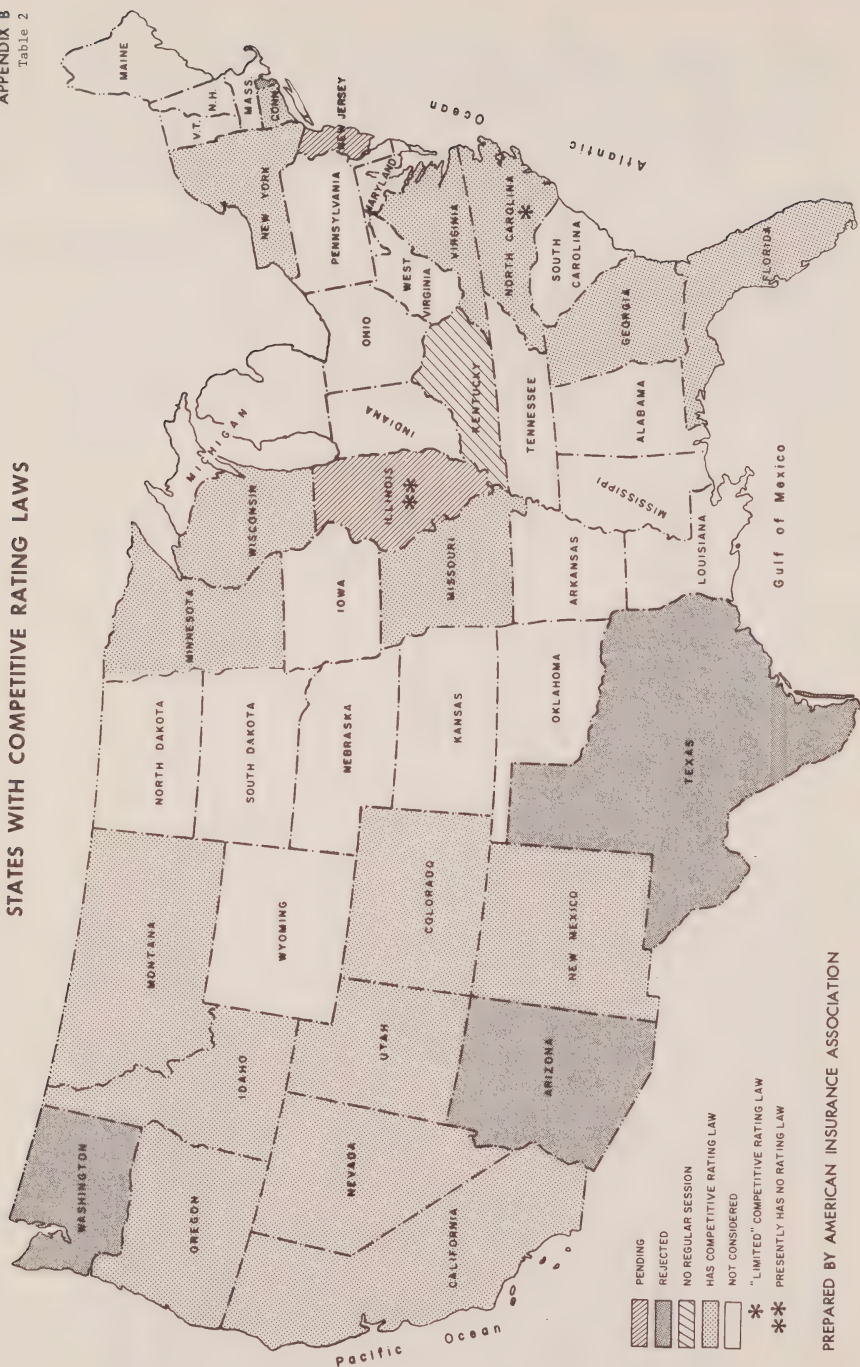 APPENDIX B
Table 2
STATES WITH COMPETITIVE RATING LAWS
WASHINGTON
OREGON
CALIFORNIA
NEVADA
IDAHO
MONTANA
WYOMING
UTAH
COLORADO
ARIZONA
NEW MEXICO
NORTH DAKOTA
SOUTH DAKOTA
NEBRASKA
KANSAS
OKLAHOMA
TEXAS
MINNESOTA
IOWA
MISSOURI
ARKANSAS
LOUISIANA
WISCONSIN
ILLINOIS
**
MICHIGAN
INDIANA
OHIO
KENTUCKY
TENNESSEE
MISSISSIPPI
ALABAMA
GEORGIA
FLORIDA
SOUTH
CAROLINA
NORTH CAROLINA
*
VIRGINIA
WEST
VIRGINIA
MARYLAND
PENNSYLVANIA
NEW JERSEY
NEW YORK
CONN.
MASS.
V.T.
N.H.
MAINE
Pacific Ocean
Gulf of Mexico
Atlantic Ocean
PENDING
REJECTED
NO REGULAR SESSION
HAS COMPETITIVE RATING LAW
NOT CONSIDERED
* "LIMITED" COMPETITIVE RATING LAW
** PRESENTLY HAS NO RATING LAW
PREPARED BY AMERICAN INSURANCE ASSOCIATION